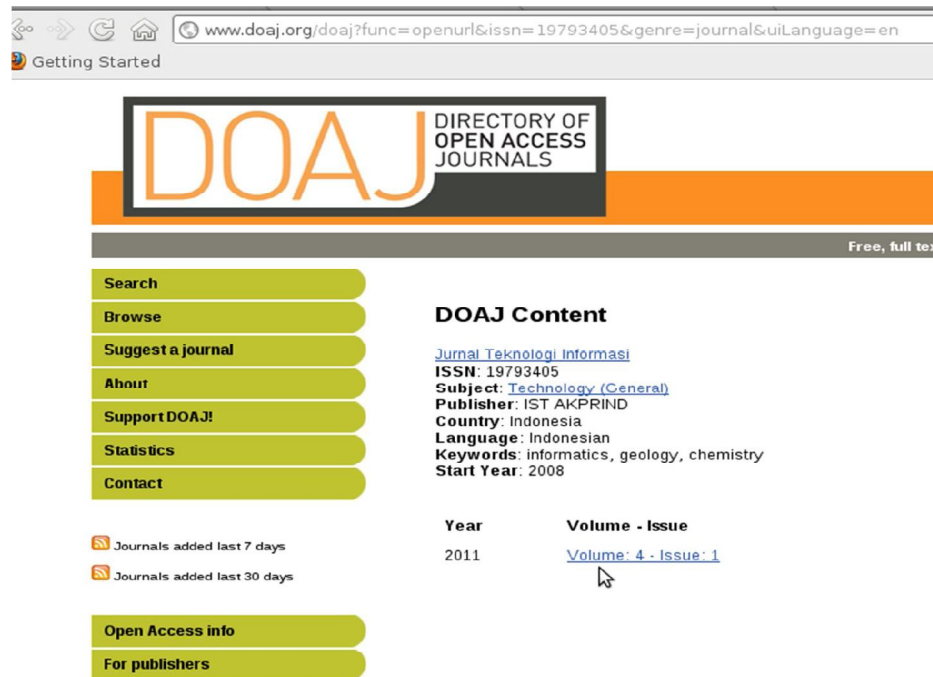 www.doaj.org/doaj?func=openurl&issn=19793405&genre=journal&uiLanguage=en
Getting Started
DOAJ
DIRECTORY OF
OPEN ACCESS
JOURNALS
Free, full
Search
Browse
Suggest a journal
About
Support DOAJ!
Statistics
Contact
Journals added last 7 days
Journals added last 30 days
Open Access info
For publishers
DOAJ Content
Jurnal Teknologi Informasi
ISSN: 19793405
Subject: Technology (General)
Publisher: IST AKPRIND
Country: Indonesia
Language: Indonesian
Keywords: informatics, geology, chemistry
Start Year: 2008
Year Volume - Issue
2011 Volume: 4 - Issue: 1